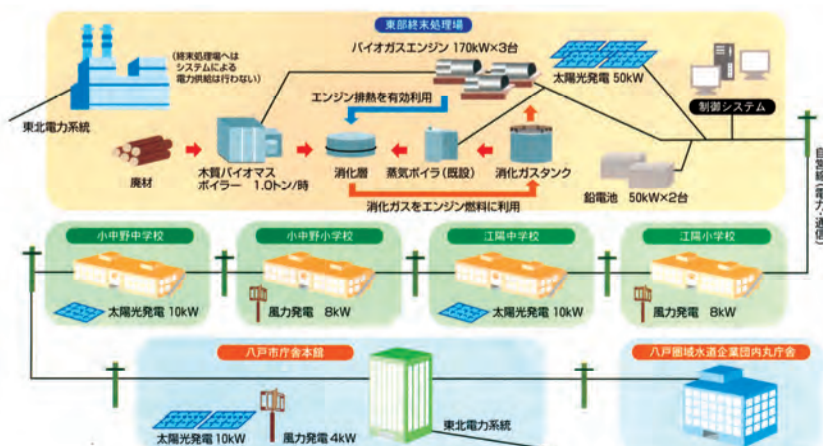 東部終末処理場
バイオガスエンジン 170kW×3台
(終末処理場へは
システムによる
電力供給は行わない)
太陽光発電 50kW
エンジン排熱を有効利用
制御システム
東北電力系統
廃材
木質バイオマス
ボイラー 1.0トン/時
消化層
蒸気ボイラ(既設)
消化ガスタンク
鉛電池 50kW×2台
消化ガスをエンジン燃料に利用
自営線(電力・通信)
小中野中学校
小中野小学校
江陽中学校
江陽小学校
太陽光発電 10kW
風力発電 8kW
太陽光発電 10kW
風力発電 8kW
八戸市庁舎本館
八戸圏域水道企業団内丸庁舎
太陽光発電 10kW
風力発電 4kW
東北電力系統